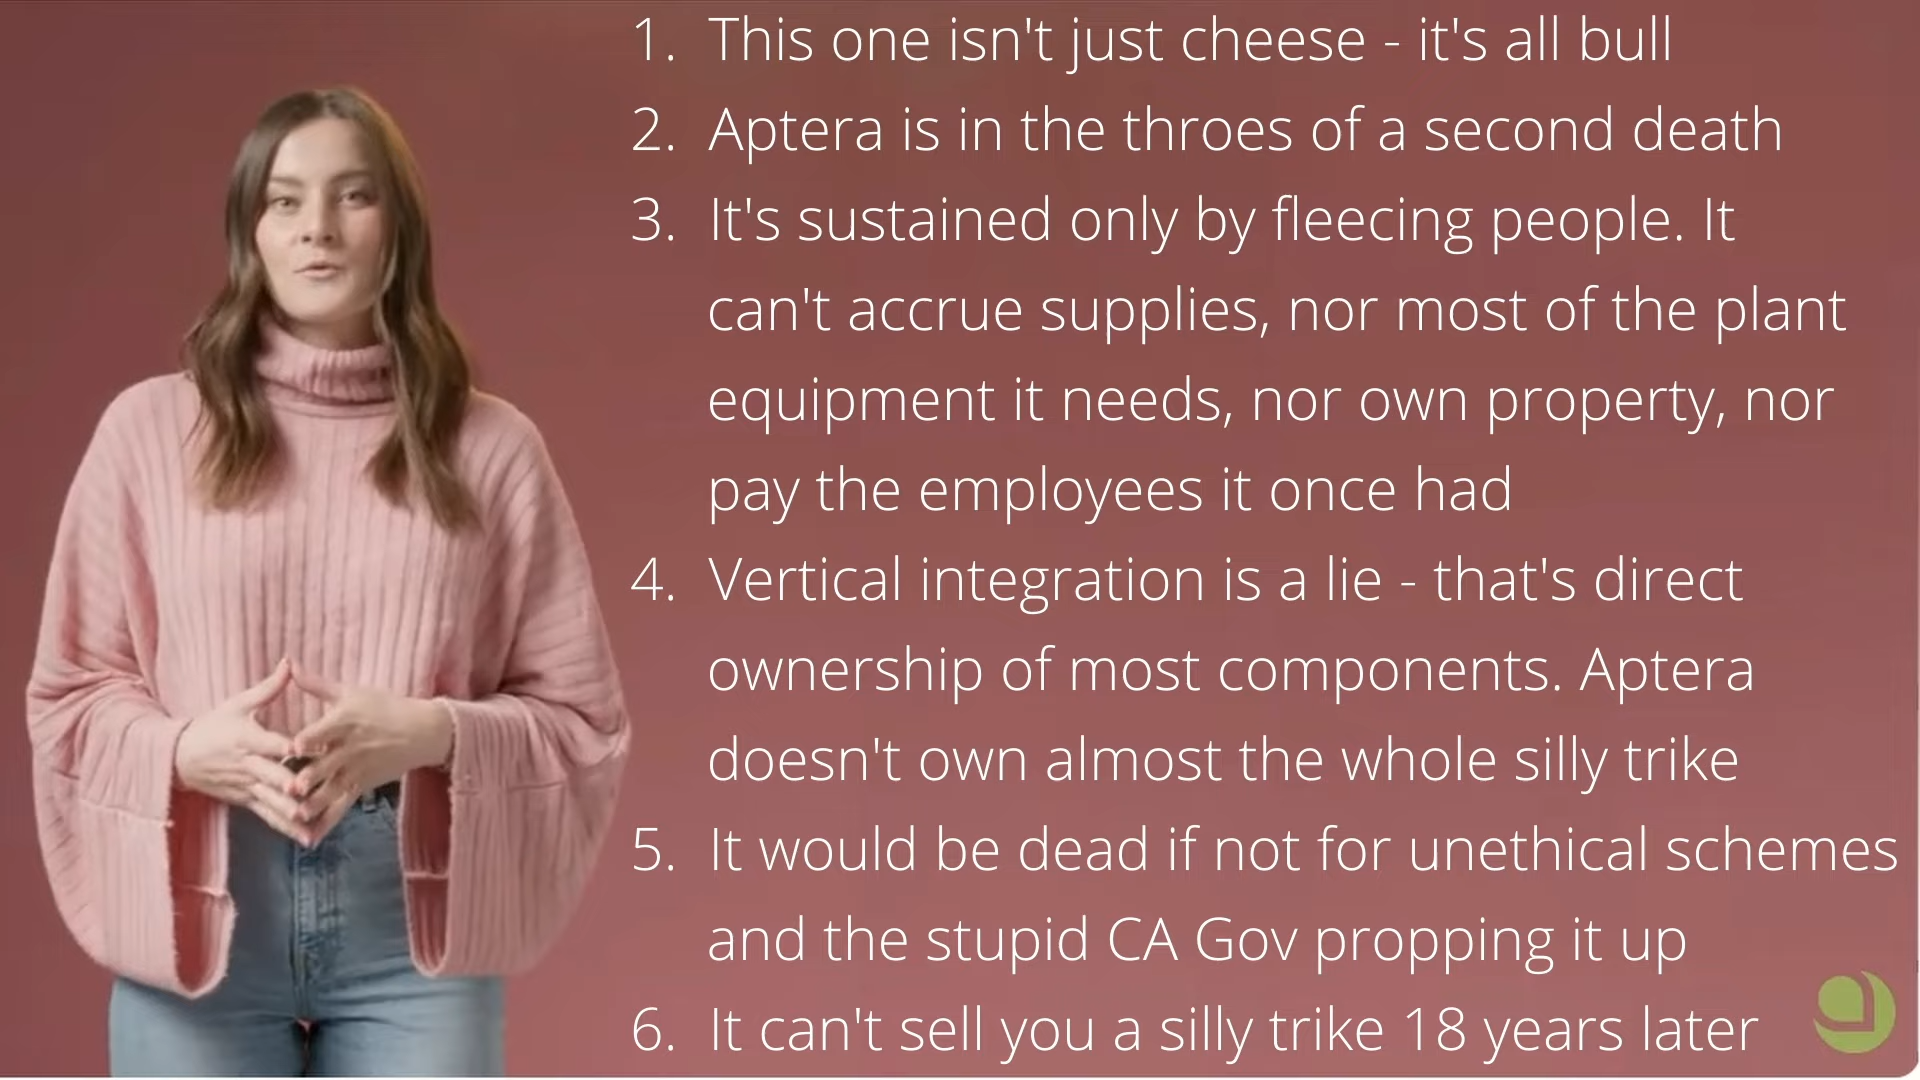 1. This one isn't just cheese - it's all bull
2. Aptera is in the throes of a second death
3. It's sustained only by fleecing people. It
can't accrue supplies, nor most of the plant
equipment it needs, nor own property, nor
pay the employees it once had
4. Vertical integration is a lie - that's direct
ownership of most components. Aptera
doesn't own almost the whole silly trike
5. It would be dead if not for unethical schemes
and the stupid CA Gov propping it up
6. It can't sell you a silly trike 18 years later